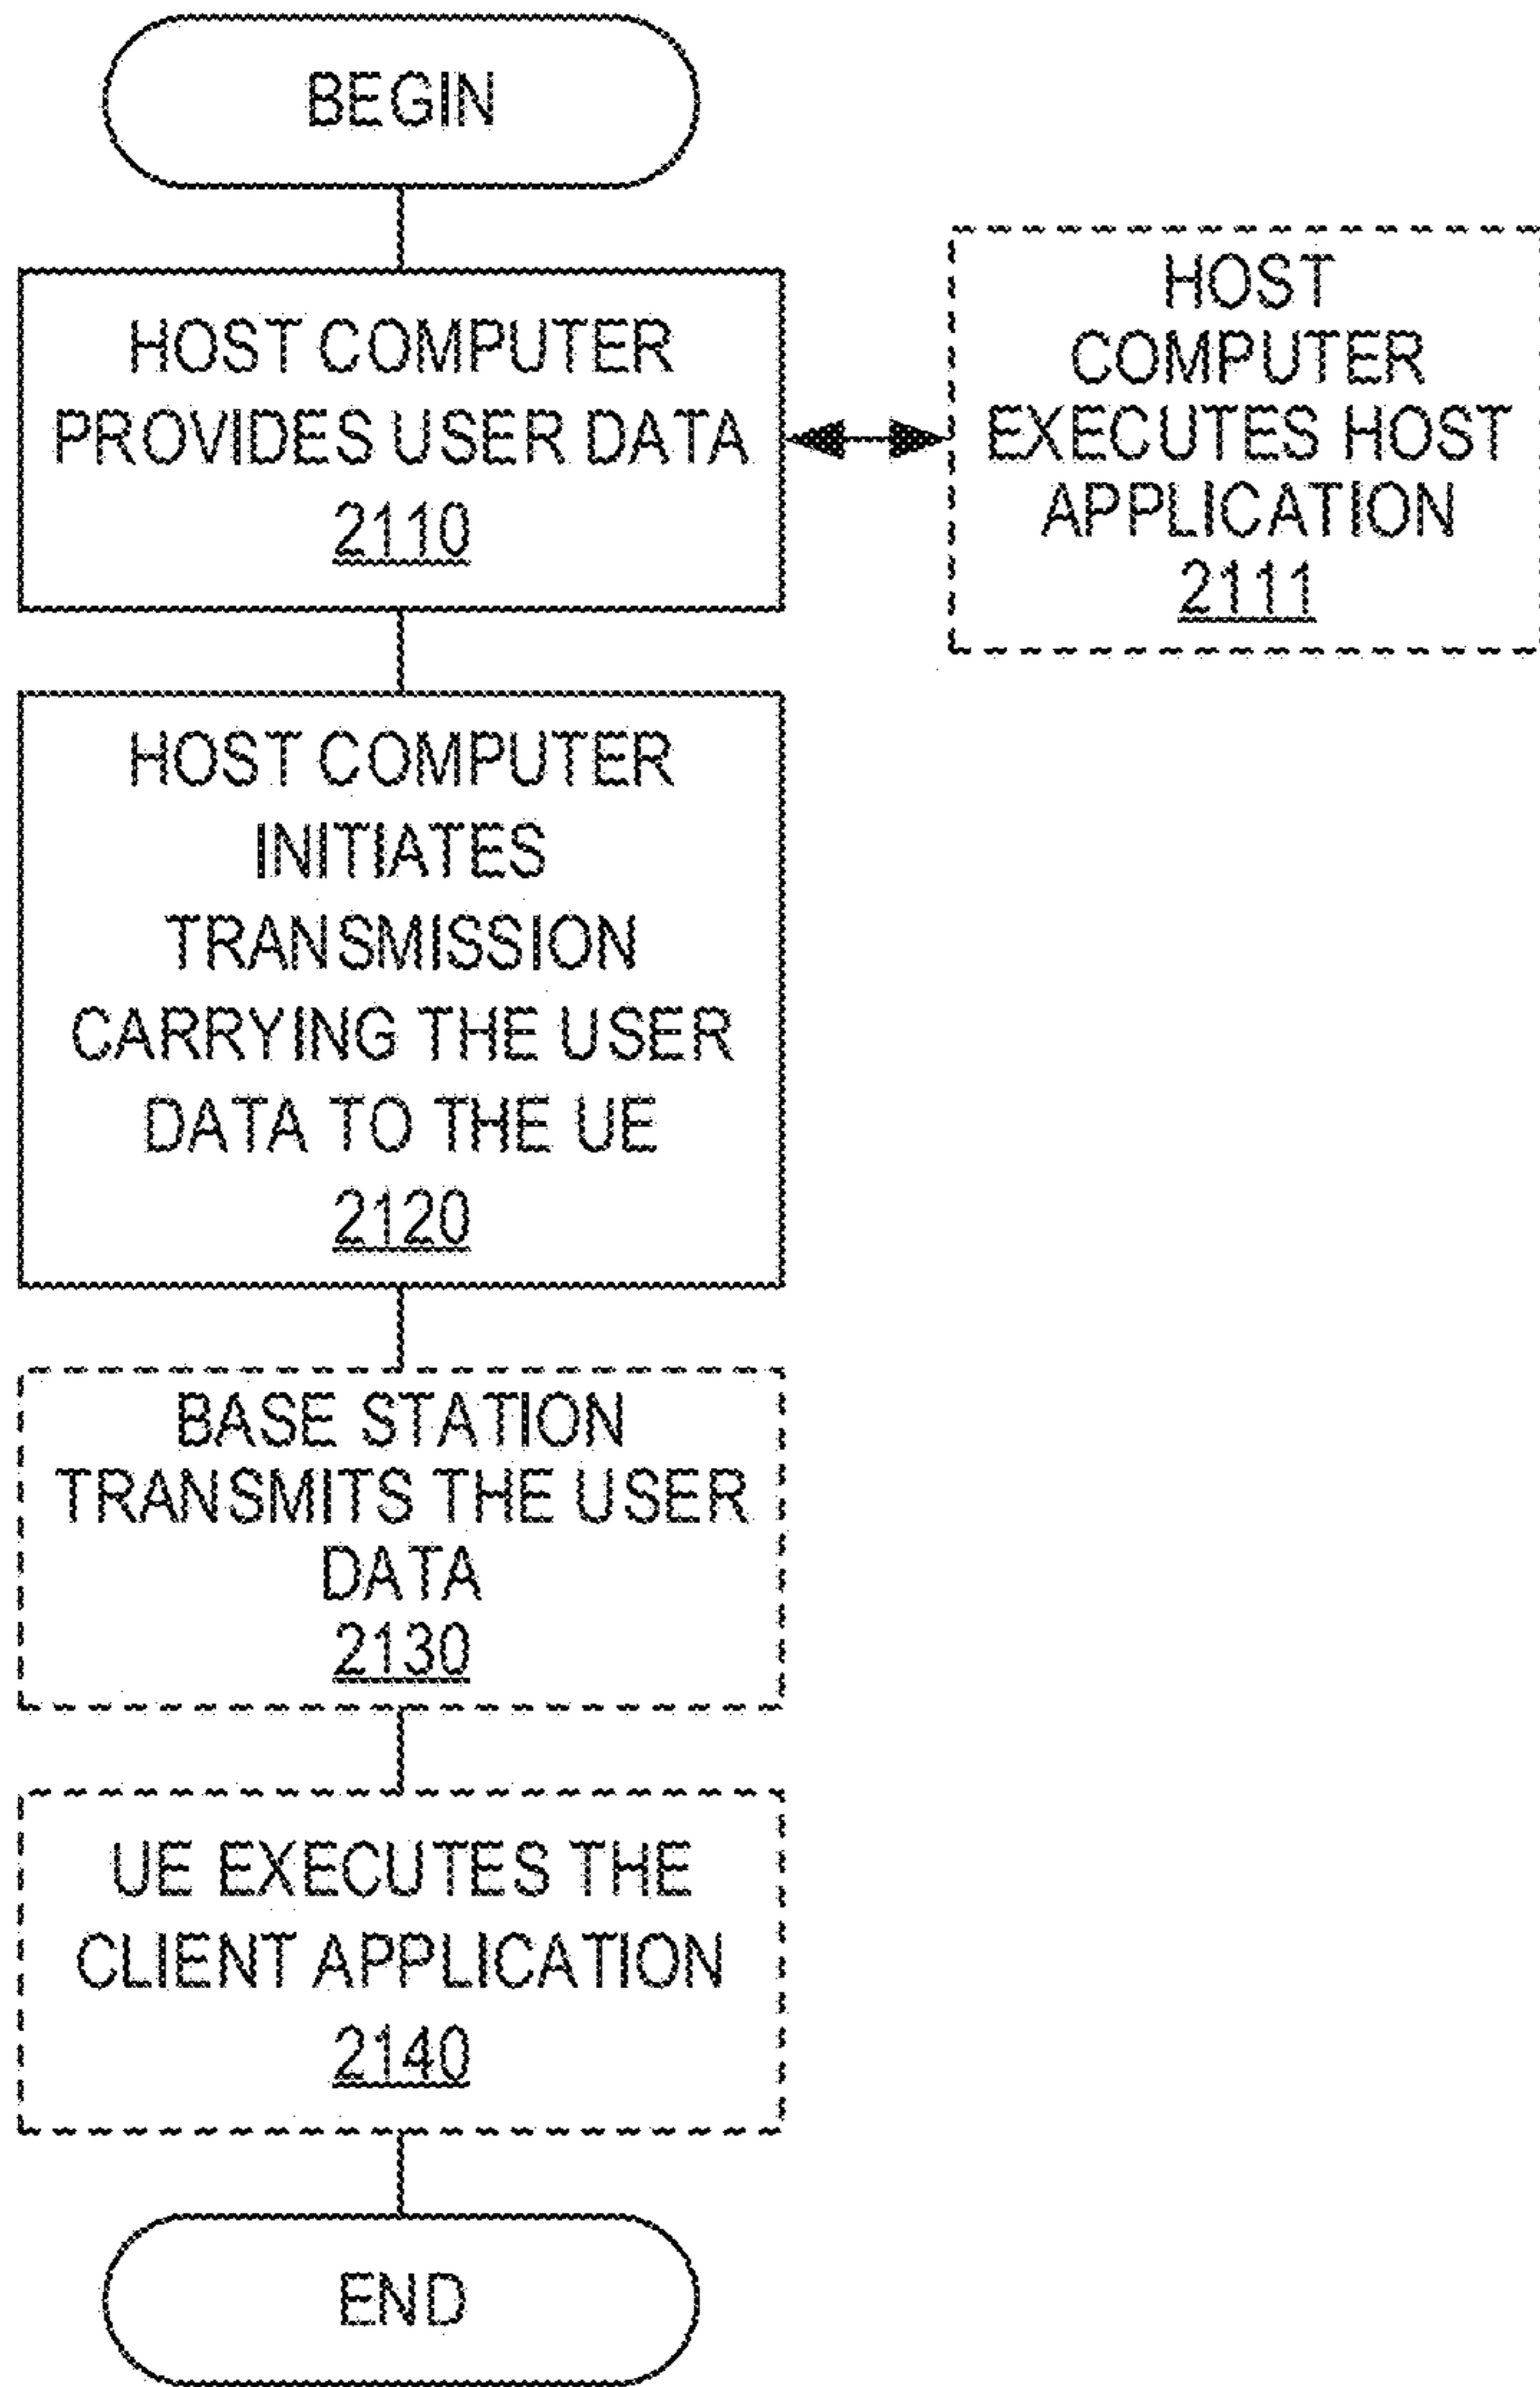 BEGIN
HOST COMPUTER
PROVIDES USER DATA
2110
HOST
COMPUTER
EXECUTES HOST
APPLICATION
2111
HOST COMPUTER
INITIATES
TRANSMISSION
CARRYING THE USER
DATA TO THE UE
2120
BASE STATION
TRANSMITS THE USER
DATA
2130
UE EXECUTES THE
CLIENT APPLICATION
2140
END